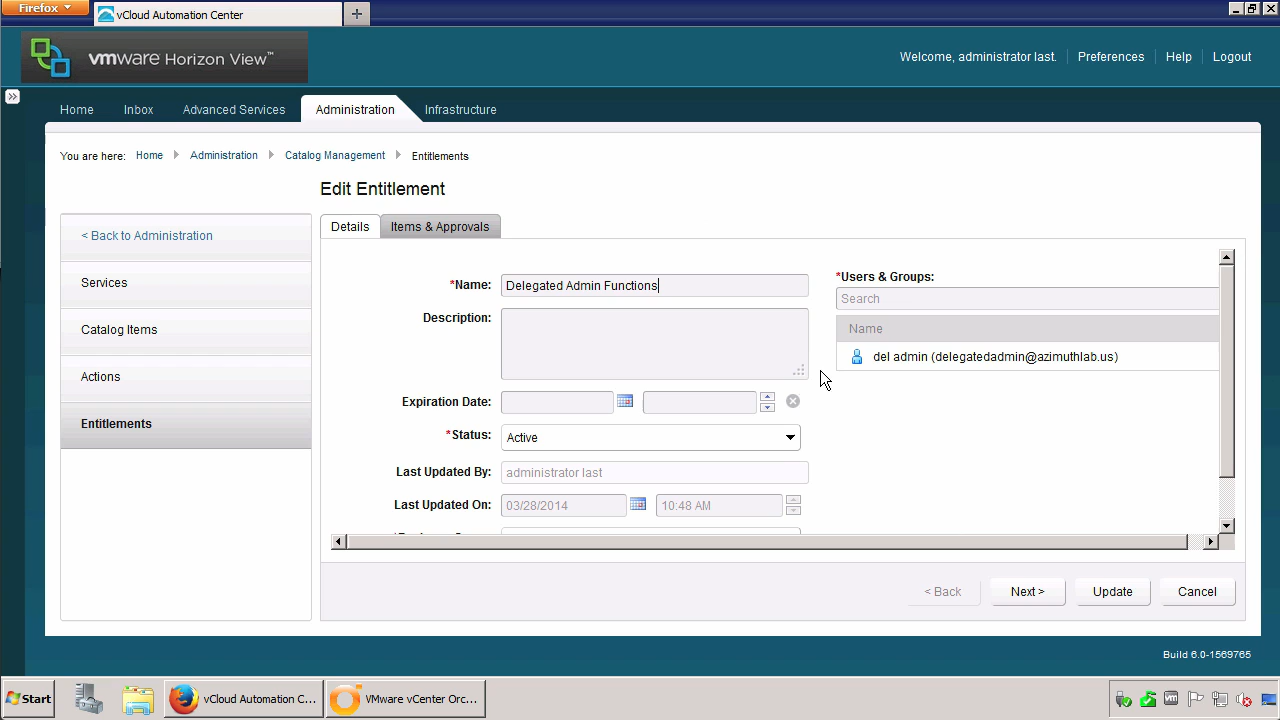 Firefox
vCloud Automation Center
vmware Horizon View™
Welcome, administrator last.
Preferences
Help
Logout
Home
Inbox
Advanced Services
Administration
Infrastructure
You are here:
Home
Administration
Catalog Management
Entitlements
Edit Entitlement
< Back to Administration
Services
Catalog Items
Actions
Entitlements
Details
Items & Approvals
*Name:
Delegated Admin Functions
Description:
Expiration Date:
*Status:
Active
Last Updated By:
administrator last
Last Updated On:
03/28/2014
10:48 AM
*Users & Groups:
Search
Name
del admin (delegatedadmin@azimuthlab.us)
< Back
Next >
Update
Cancel
Build 6.0-1569765
Start
vCloud Automation C...
VMware vCenter Orc...